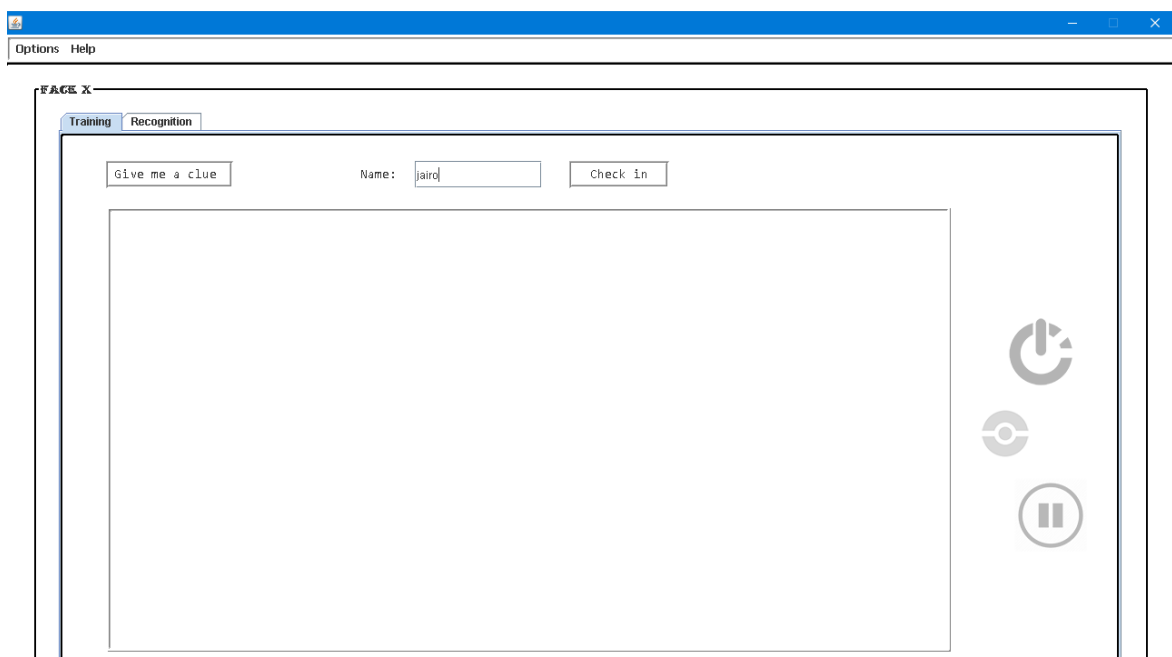 Options Help
FACE X
Training Recognition
Give me a clue Name: jairo Check in